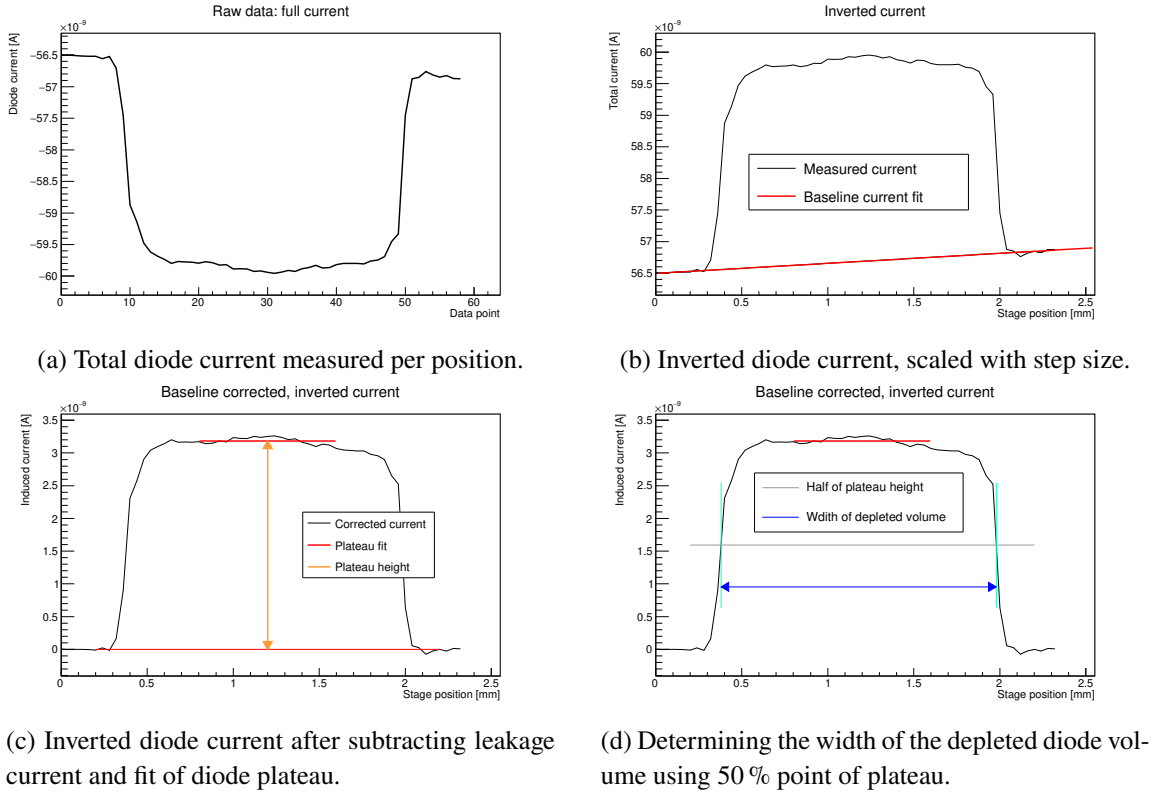 Raw data: full current
×10⁻⁹
Diode current [A]
−56.5
−57
−57.5
−58
−58.5
−59
−59.5
−60
0 10 20 30 40 50 60
Data point
(a) Total diode current measured per position.
Inverted current
×10⁻⁹
Total current [A]
60
59.5
59
58.5
58
57.5
57
56.5
Measured current
Baseline current fit
0 0.5 1 1.5 2 2.5
Stage position [mm]
(b) Inverted diode current, scaled with step size.
Baseline corrected, inverted current
×10⁻⁹
Induced current [A]
3.5
3
2.5
2
1.5
1
0.5
0
Corrected current
Plateau fit
Plateau height
0 0.5 1 1.5 2 2.5
Stage position [mm]
(c) Inverted diode current after subtracting leakage
current and fit of diode plateau.
Baseline corrected, inverted current
×10⁻⁹
Induced current [A]
3.5
3
2.5
2
1.5
1
0.5
0
Half of plateau height
Wdith of depleted volume
0 0.5 1 1.5 2 2.5
Stage position [mm]
(d) Determining the width of the depleted diode vol-
ume using 50 % point of plateau.